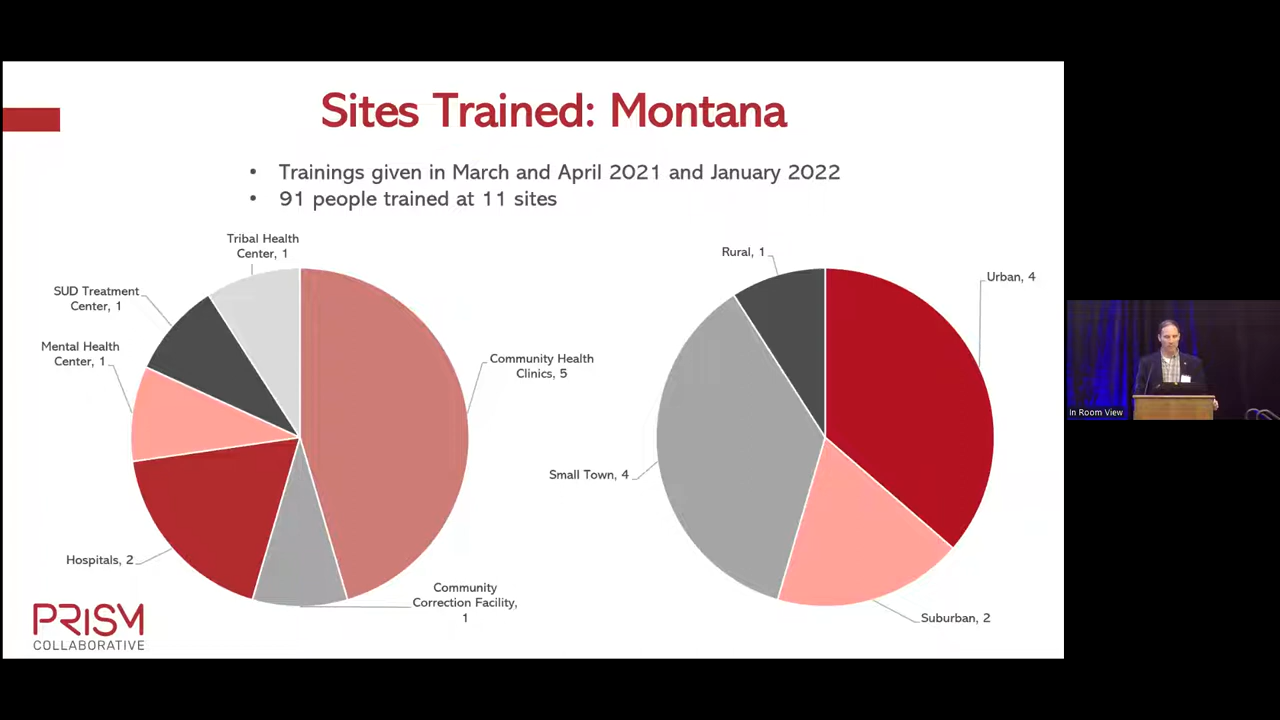 Sites Trained: Montana
• Trainings given in March and April 2021 and January 2022
• 91 people trained at 11 sites
Tribal Health
Center, 1
SUD Treatment
Center, 1
Mental Health
Center, 1
Community Health
Clinics, 5
Hospitals, 2
Community
Correction Facility,
1
Rural, 1
Urban, 4
Small Town, 4
Suburban, 2
PRISM
COLLABORATIVE
In Room View